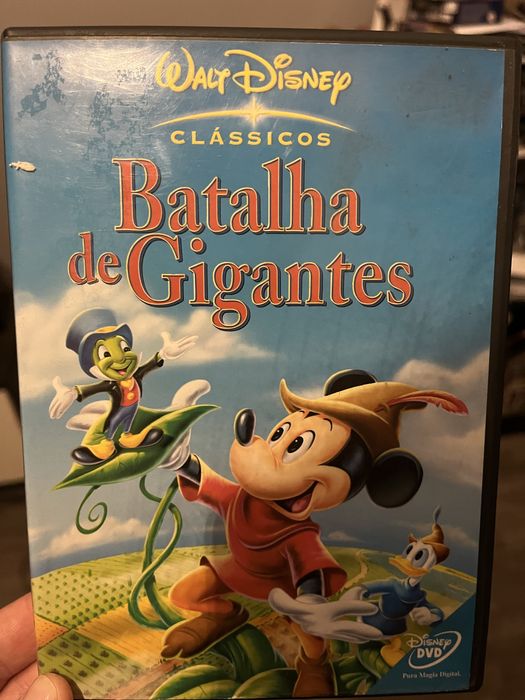 WALT DISNEY
CLÁSSICOS
Batalha
de Gigantes
DISNEY
DVD
Pura Magia Digital.